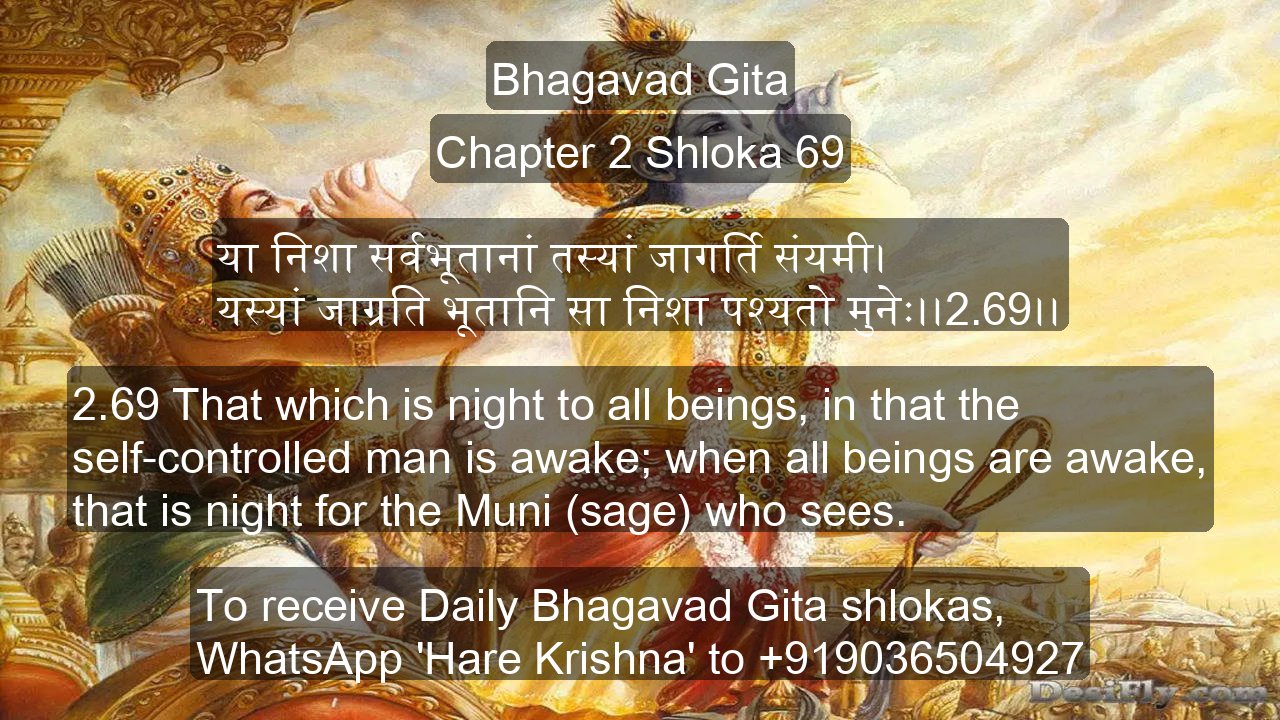 Bhagavad Gita
Chapter 2 Shloka 69
या निशा सर्वभूतानां तस्यां जागर्ति संयमी।
यस्यां जाग्रति भूतानि सा निशा पश्यतो मुनेः।।2.69।।
2.69 That which is night to all beings, in that the
self-controlled man is awake; when all beings are awake,
that is night for the Muni (sage) who sees.
To receive Daily Bhagavad Gita shlokas,
WhatsApp 'Hare Krishna' to +919036504927
DesiFly.com